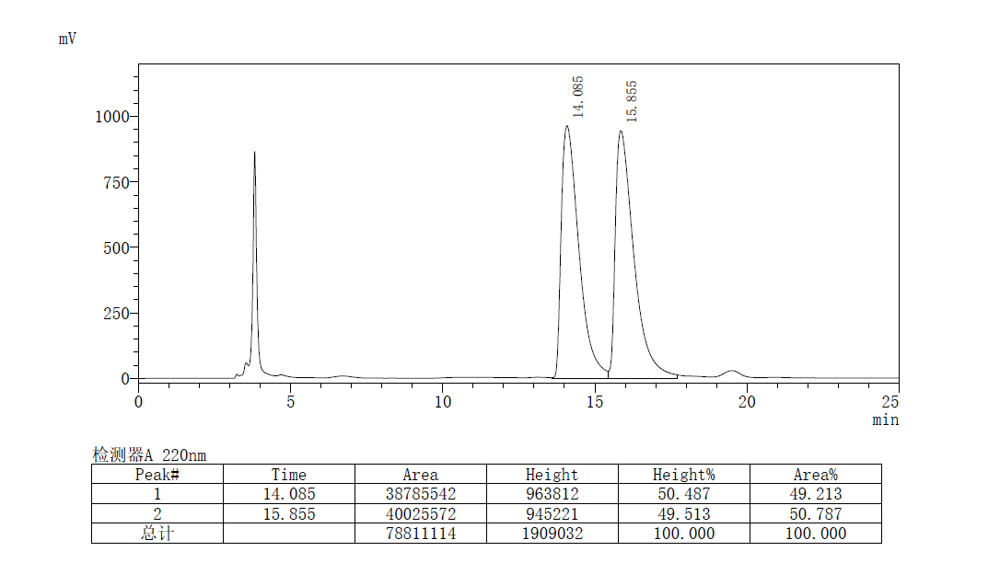 mV
14.085
15.855
1000
750
500
250
0
0 5 10 15 20 25
min
检测器A 220nm
Peak# Time Area Height Height% Area%
1 14.085 38785542 963812 50.487 49.213
2 15.855 40025572 945221 49.513 50.787
总计 78811114 1909032 100.000 100.000